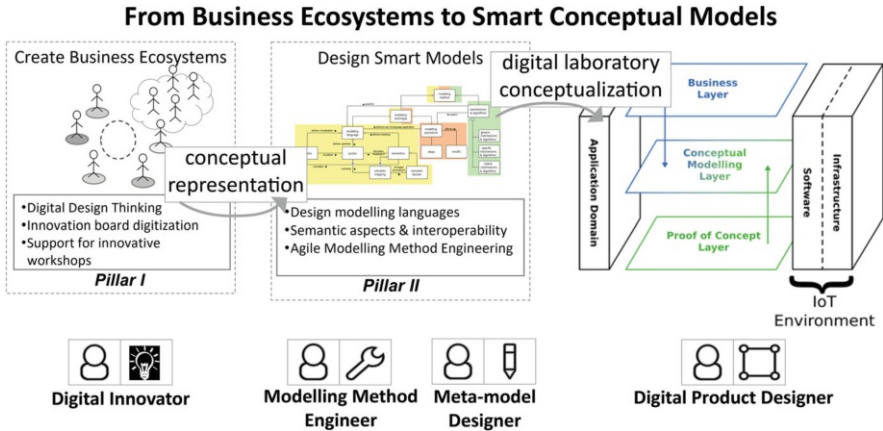 From Business Ecosystems to Smart Conceptual Models
Create Business Ecosystems
conceptual
representation
•Digital Design Thinking
•Innovation board digitization
•Support for innovative
workshops
Pillar I
Design Smart Models
•Design modelling languages
•Semantic aspects & interoperability
•Agile Modelling Method Engineering
Pillar II
digital laboratory
conceptualization
Application Domain
Business
Layer
Conceptual
Modelling
Layer
Proof of Concept
Layer
Software
Infrastructure
IoT
Environment
Digital Innovator
Modelling Method
Engineer
Meta-model
Designer
Digital Product Designer